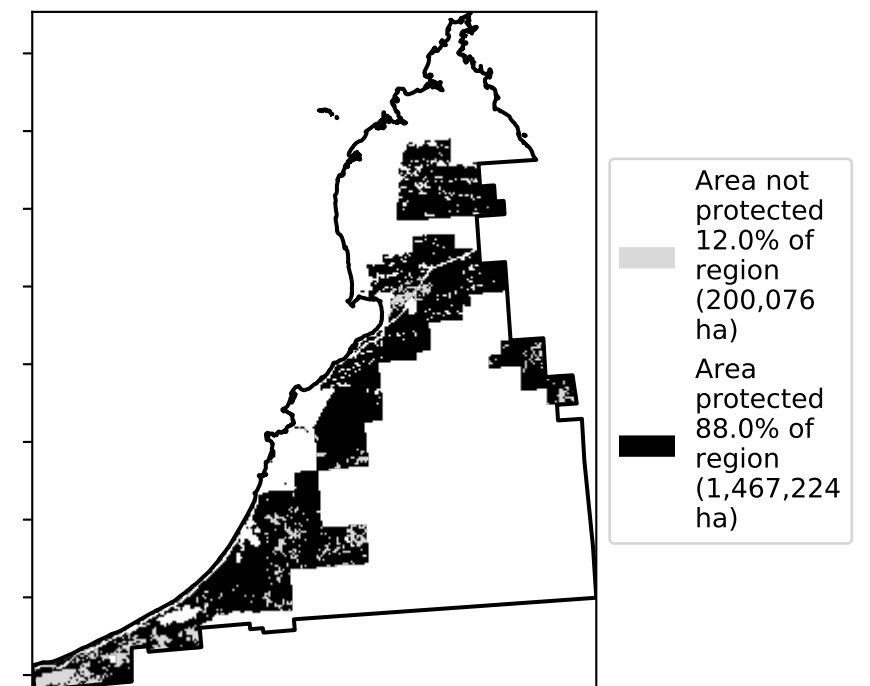 Area not
protected
12.0% of
region
(200,076
ha)
Area
protected
88.0% of
region
(1,467,224
ha)